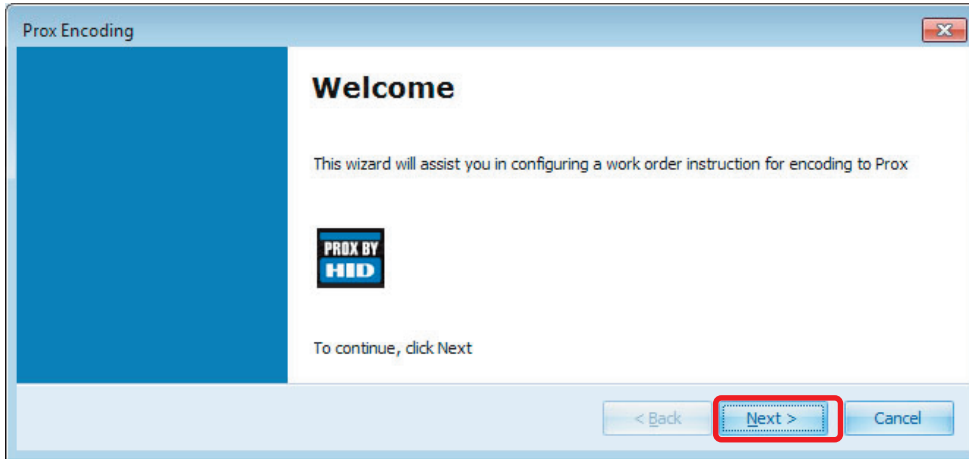 Prox Encoding
Welcome
This wizard will assist you in configuring a work order instruction for encoding to Prox
PROX BY
HID
To continue, click Next
< Back
Next >
Cancel